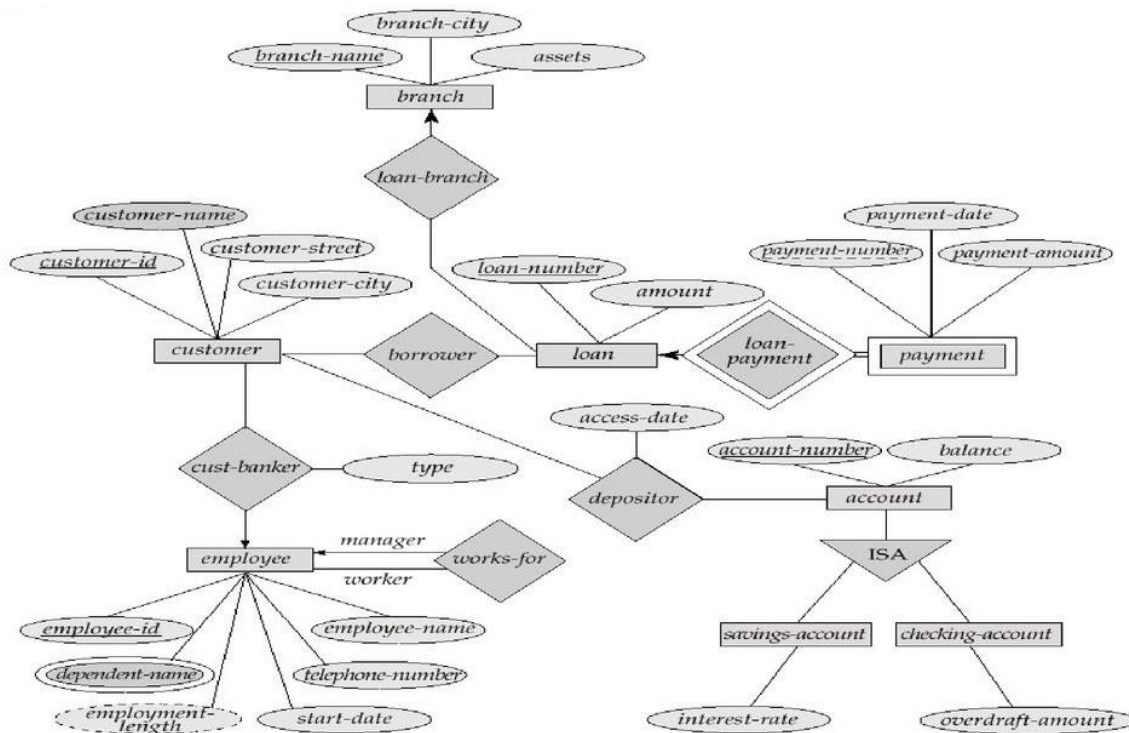 branch-city
branch-name
assets
branch
loan-branch
customer-name
customer-street
customer-id
customer-city
payment-date
payment-number
payment-amount
loan-number
amount
customer
borrower
loan
loan-
payment
payment
access-date
cust-banker
type
account-number
balance
depositor
account
manager
employee
works-for
worker
ISA
employee-id
employee-name
savings-account
checking-account
dependent-name
telephone-number
employment-
length
start-date
interest-rate
overdraft-amount